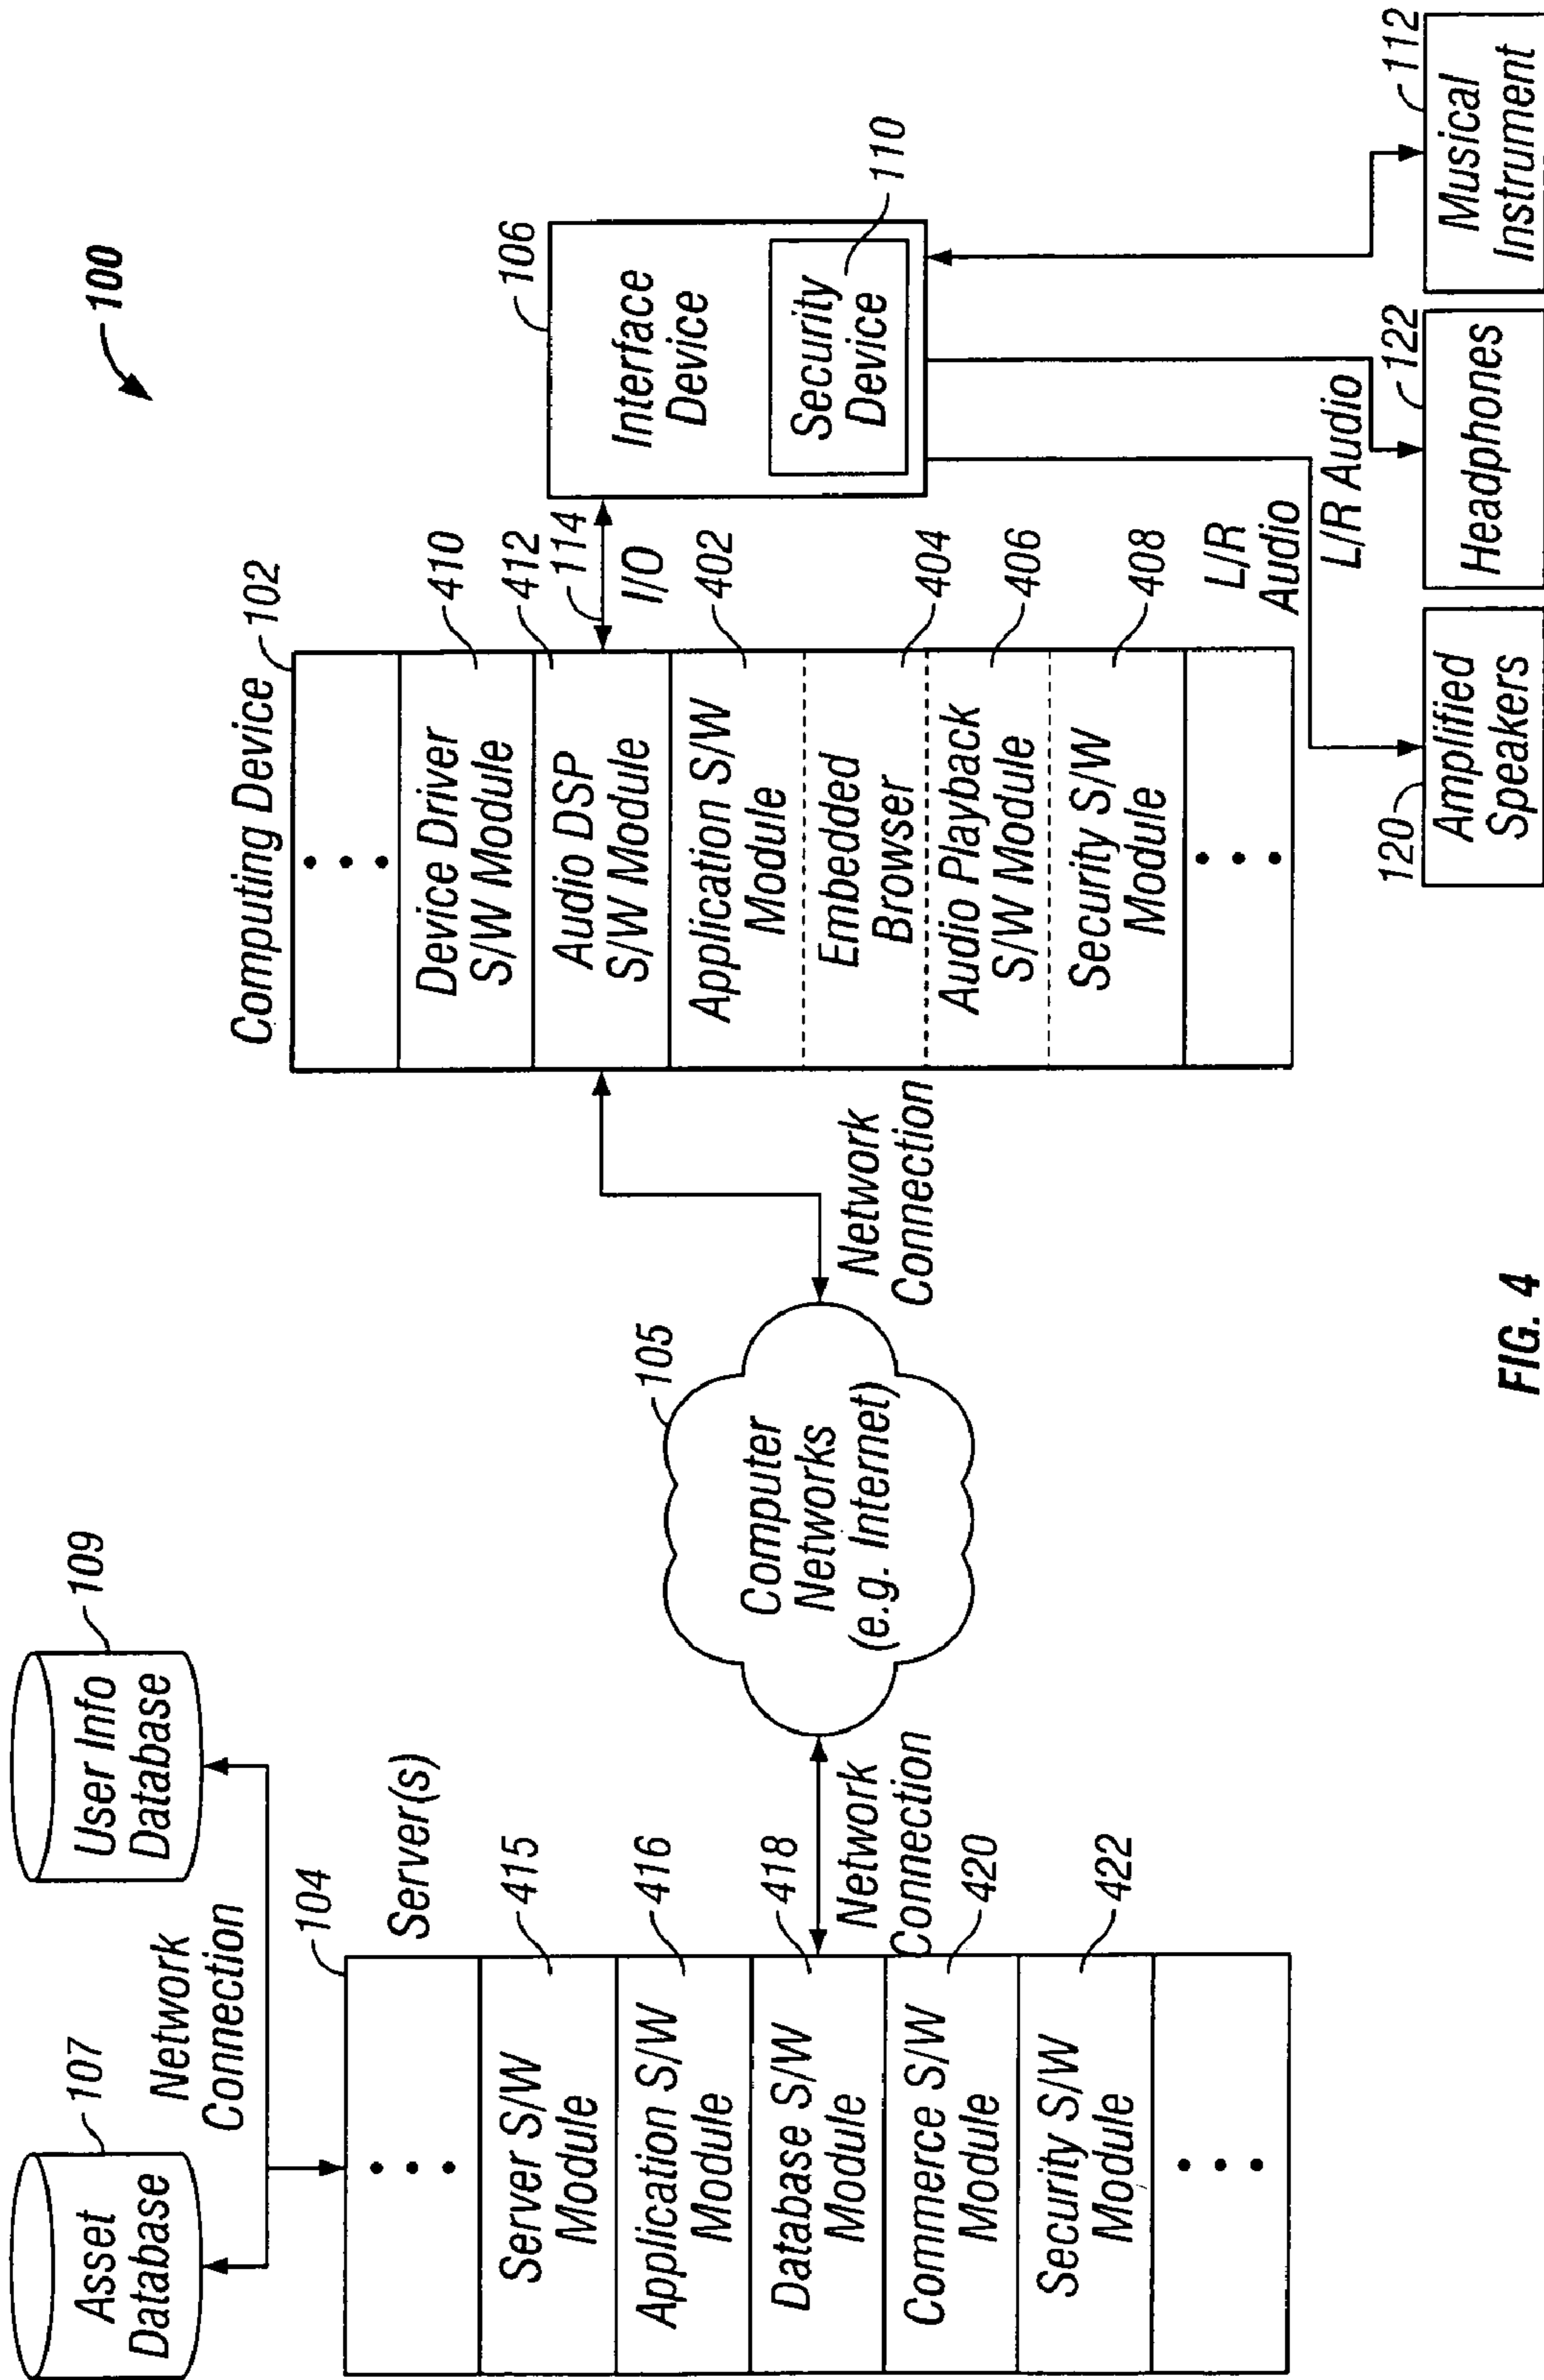 100
Asset
Database
107
Network
Connection
User Info
Database
109
104
Server(s)
Server S/W
Module
415
Application S/W
Module
416
Database S/W
Module
418
Commerce S/W
Module
420
Security S/W
Module
422
Network
Connection
Computer
Networks
(e.g. Internet)
105
Network
Connection
Computing Device
102
Device Driver
S/W Module
410
Audio DSP
S/W Module
412
Application S/W
Module
402
Embedded
Browser
404
Audio Playback
S/W Module
406
Security S/W
Module
408
114
I/O
106
Interface
Device
Security
Device
110
L/R
Audio
L/R Audio
120
Amplified
Speakers
122
Headphones
112
Musical
Instrument
FIG. 4